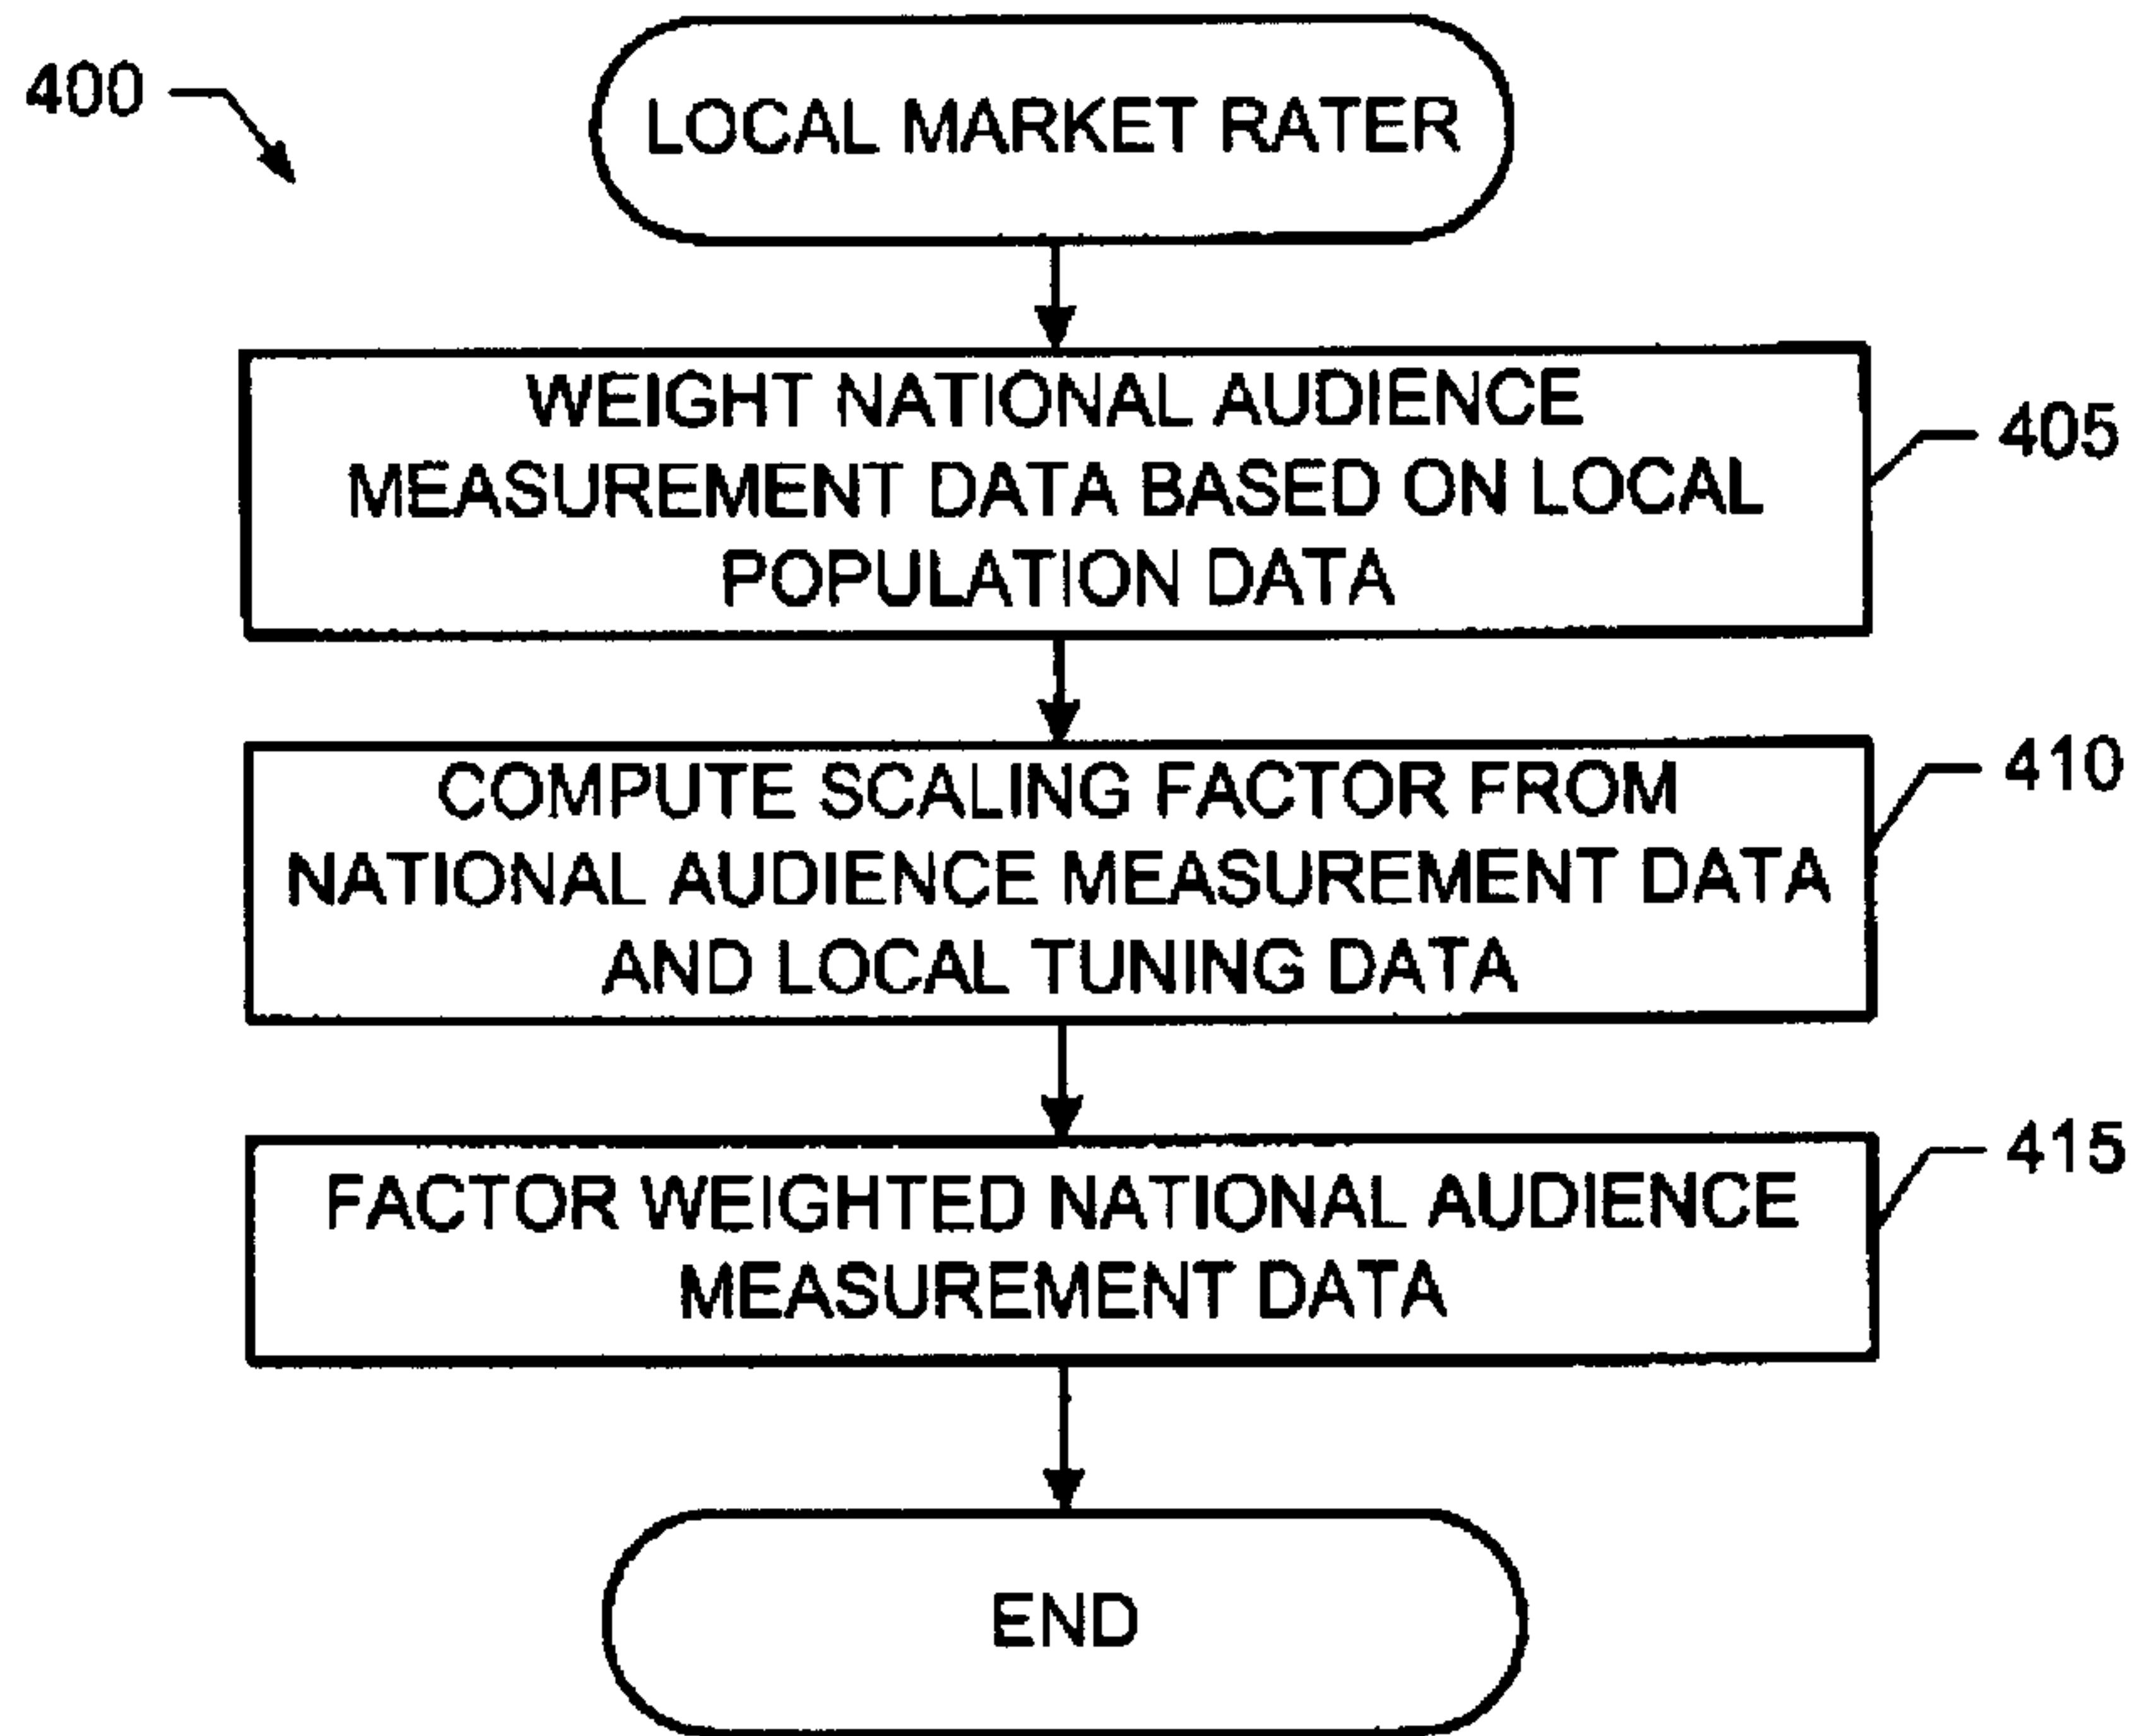 400
LOCAL MARKET RATER
WEIGHT NATIONAL AUDIENCE
MEASUREMENT DATA BASED ON LOCAL
POPULATION DATA
405
COMPUTE SCALING FACTOR FROM
NATIONAL AUDIENCE MEASUREMENT DATA
AND LOCAL TUNING DATA
410
FACTOR WEIGHTED NATIONAL AUDIENCE
MEASUREMENT DATA
415
END